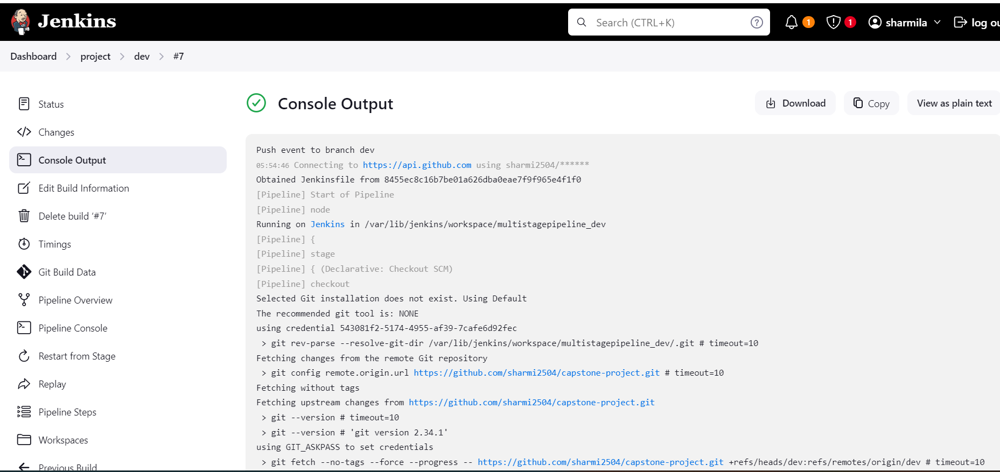 Jenkins
Search (CTRL+K)
1
1
sharmila
log ou
Dashboard > project > dev > #7
Status
Changes
Console Output
Edit Build Information
Delete build ‘#7’
Timings
Git Build Data
Pipeline Overview
Pipeline Console
Restart from Stage
Replay
Pipeline Steps
Workspaces
Previous Build
Console Output
Download
Copy
View as plain text
Push event to branch dev
05:54:46 Connecting to https://api.github.com using sharmi2504/******
Obtained Jenkinsfile from 8455ec8c16b7be01a626dba0eae7f9f965e4f1f0
[Pipeline] Start of Pipeline
[Pipeline] node
Running on Jenkins in /var/lib/jenkins/workspace/multistagepipeline_dev
[Pipeline] {
[Pipeline] stage
[Pipeline] { (Declarative: Checkout SCM)
[Pipeline] checkout
Selected Git installation does not exist. Using Default
The recommended git tool is: NONE
using credential 543081f2-5174-4955-af39-7cafe6d92fec
> git rev-parse --resolve-git-dir /var/lib/jenkins/workspace/multistagepipeline_dev/.git # timeout=10
Fetching changes from the remote Git repository
> git config remote.origin.url https://github.com/sharmi2504/capstone-project.git # timeout=10
Fetching without tags
Fetching upstream changes from https://github.com/sharmi2504/capstone-project.git
> git --version # timeout=10
> git --version # 'git version 2.34.1'
using GIT_ASKPASS to set credentials
> git fetch --no-tags --force --progress -- https://github.com/sharmi2504/capstone-project.git +refs/heads/dev:refs/remotes/origin/dev # timeout=10